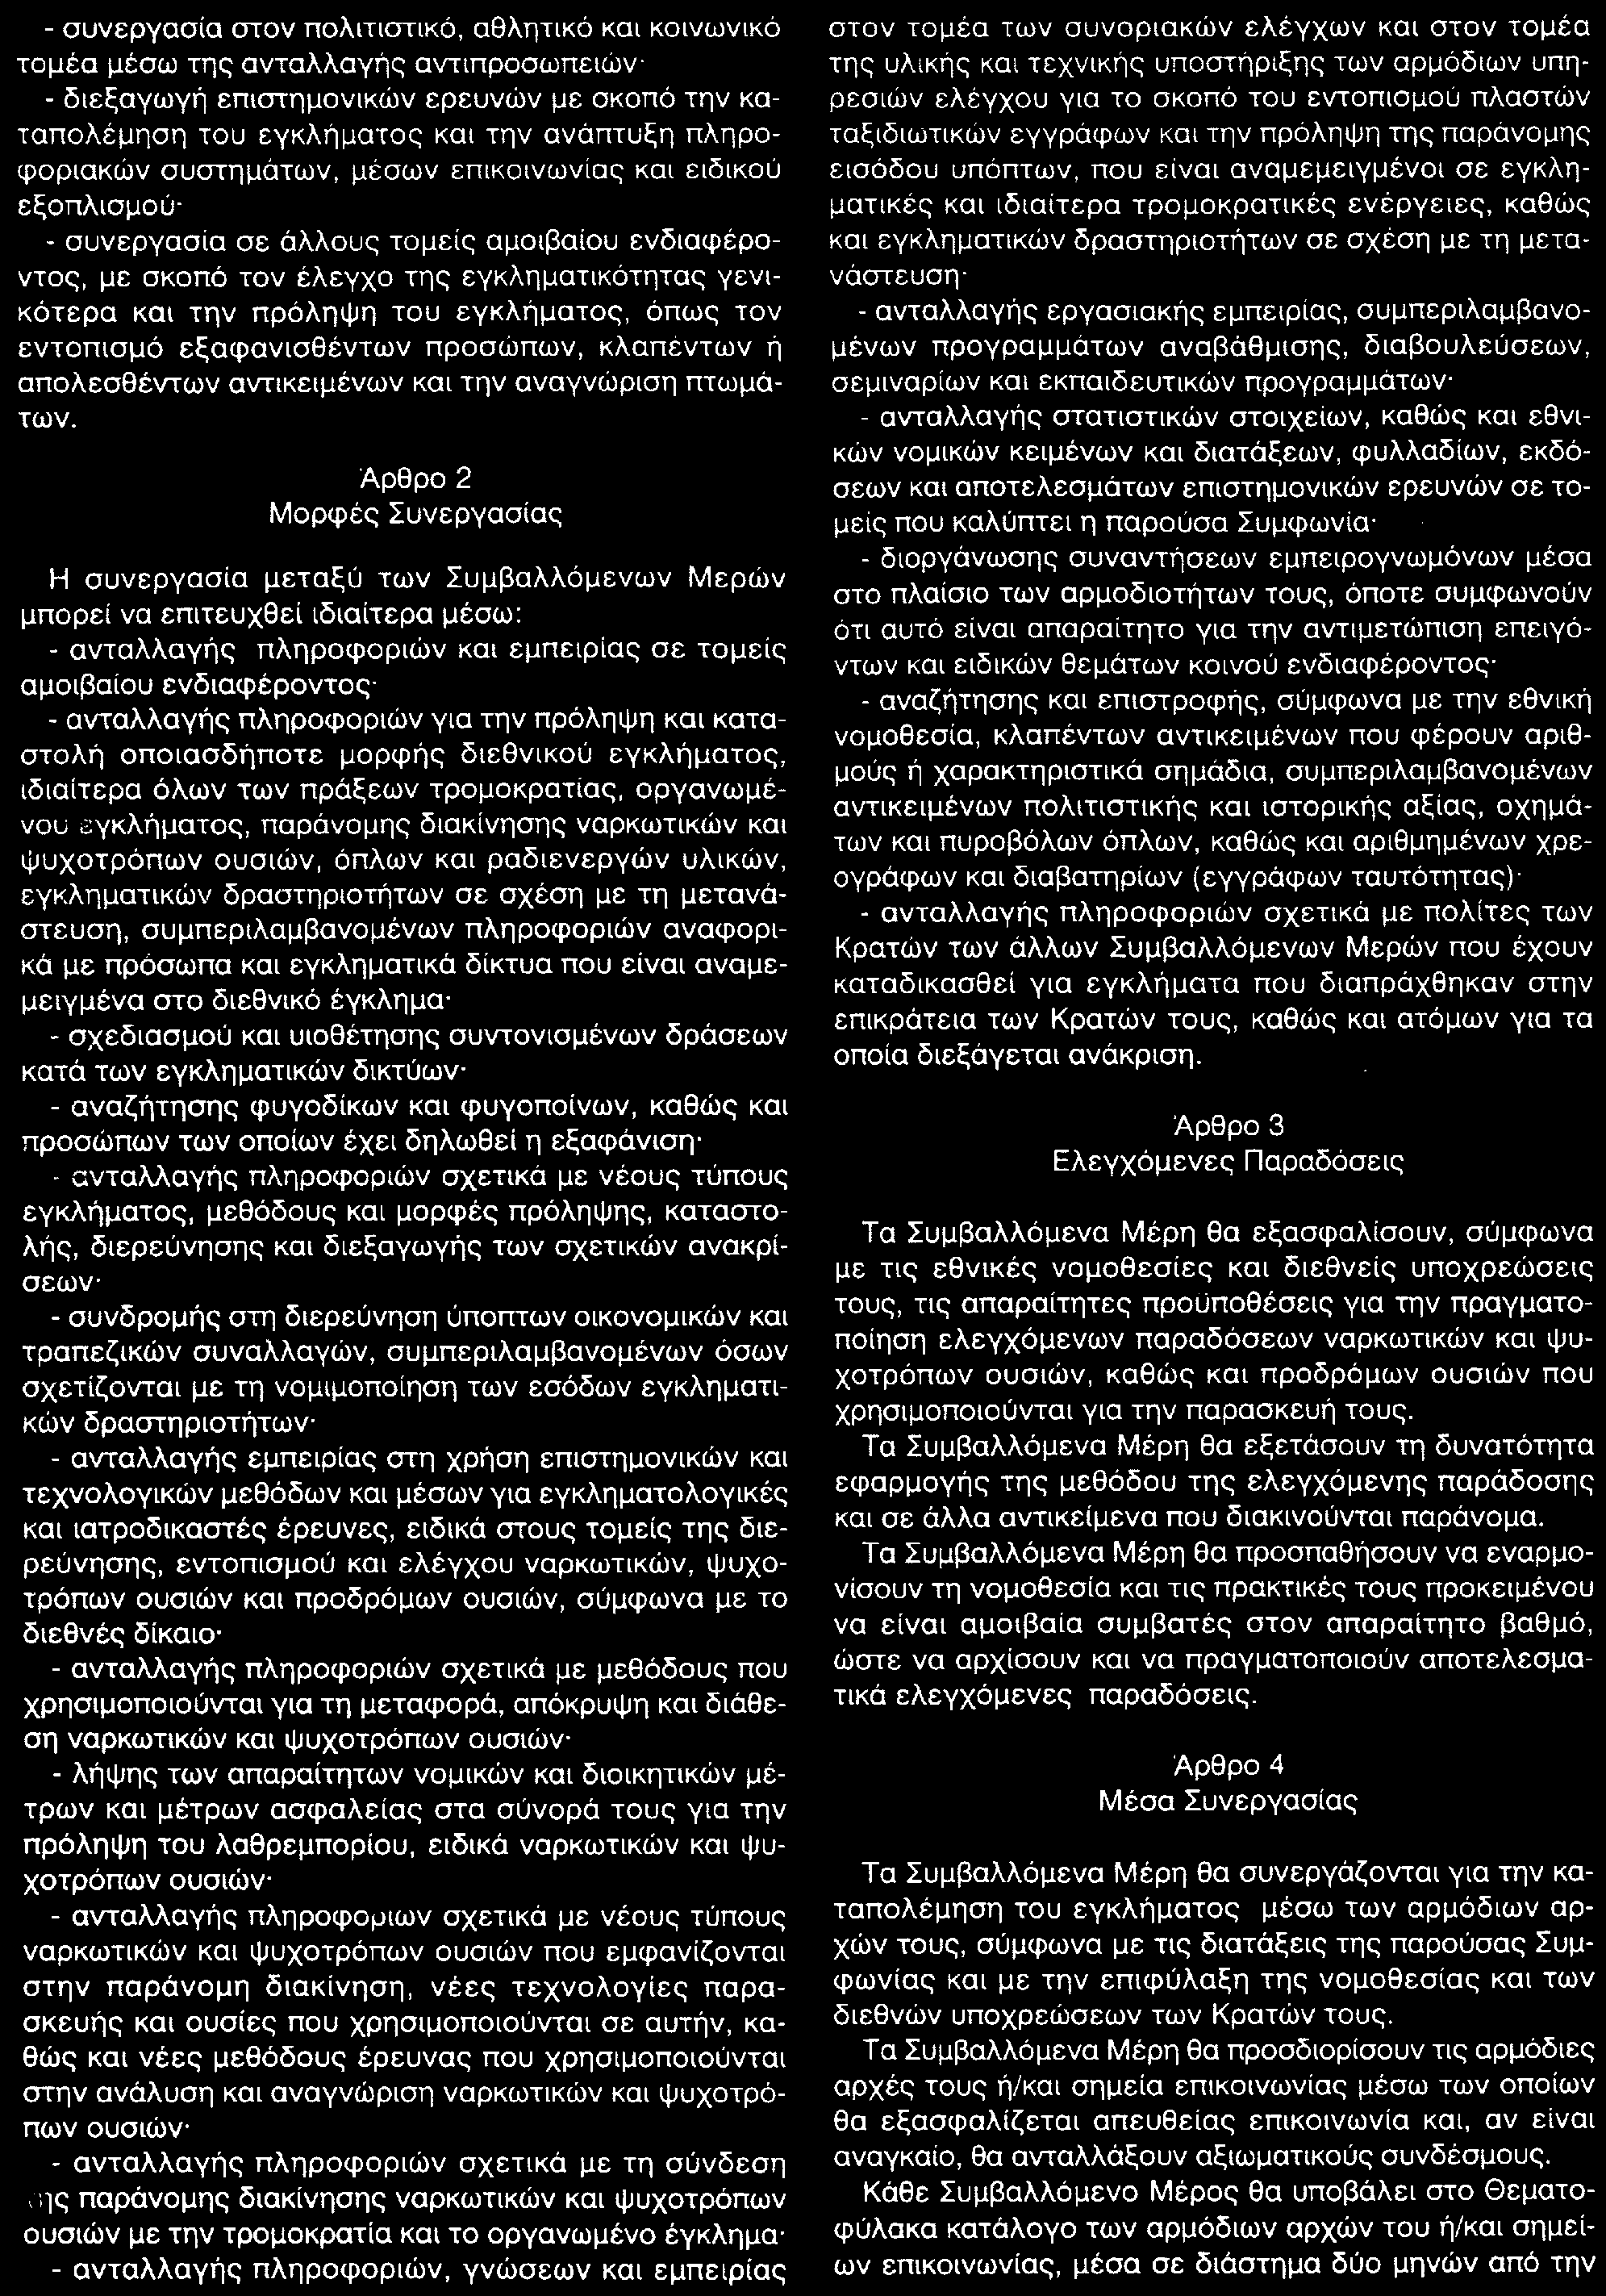 - συνεργασία στον πολιτιστικό, αθλητικό και κοινωνικό
τομέα μέσω της ανταλλαγής αντιπροσωπειών·
- διεξαγωγή επιστημονικών ερευνών με σκοπό την κα-
ταπολέμηση του εγκλήματος και την ανάπτυξη πληρο-
φοριακών συστημάτων, μέσων επικοινωνίας και ειδικού
εξοπλισμού·
- συνεργασία σε άλλους τομείς αμοιβαίου ενδιαφέρο-
ντος, με σκοπό τον έλεγχο της εγκληματικότητας γενι-
κότερα και την πρόληψη του εγκλήματος, όπως τον
εντοπισμό εξαφανισθέντων προσώπων, κλαπέντων ή
απολεσθέντων αντικειμένων και την αναγνώριση πτωμά-
των.
Άρθρο 2
Μορφές Συνεργασίας
Η συνεργασία μεταξύ των Συμβαλλόμενων Μερών
μπορεί να επιτευχθεί ιδιαίτερα μέσω:
- ανταλλαγής πληροφοριών και εμπειρίας σε τομείς
αμοιβαίου ενδιαφέροντος·
- ανταλλαγής πληροφοριών για την πρόληψη και κατα-
στολή οποιασδήποτε μορφής διεθνικού εγκλήματος,
ιδιαίτερα όλων των πράξεων τρομοκρατίας, οργανωμέ-
νου εγκλήματος, παράνομης διακίνησης ναρκωτικών και
ψυχοτρόπων ουσιών, όπλων και ραδιενεργών υλικών,
εγκληματικών δραστηριοτήτων σε σχέση με τη μετανά-
στευση, συμπεριλαμβανομένων πληροφοριών αναφορι-
κά με πρόσωπα και εγκληματικά δίκτυα που είναι αναμε-
μειγμένα στο διεθνικό έγκλημα·
- σχεδιασμού και υιοθέτησης συντονισμένων δράσεων
κατά των εγκληματικών δικτύων·
- αναζήτησης φυγοδίκων και φυγοποίνων, καθώς και
προσώπων των οποίων έχει δηλωθεί η εξαφάνιση·
- ανταλλαγής πληροφοριών σχετικά με νέους τύπους
εγκλήματος, μεθόδους και μορφές πρόληψης, καταστο-
λής, διερεύνησης και διεξαγωγής των σχετικών ανακρί-
σεων·
- συνδρομής στη διερεύνηση ύποπτων οικονομικών και
τραπεζικών συναλλαγών, συμπεριλαμβανομένων όσων
σχετίζονται με τη νομιμοποίηση των εσόδων εγκληματι-
κών δραστηριοτήτων·
- ανταλλαγής εμπειρίας στη χρήση επιστημονικών και
τεχνολογικών μεθόδων και μέσων για εγκληματολογικές
και ιατροδικαστές έρευνες, ειδικά στους τομείς της διε-
ρεύνησης, εντοπισμού και ελέγχου ναρκωτικών, ψυχο-
τρόπων ουσιών και προδρόμων ουσιών, σύμφωνα με το
διεθνές δίκαιο·
- ανταλλαγής πληροφοριών σχετικά με μεθόδους που
χρησιμοποιούνται για τη μεταφορά, απόκρυψη και διάθε-
ση ναρκωτικών και ψυχοτρόπων ουσιών·
- λήψης των απαραίτητων νομικών και διοικητικών μέ-
τρων και μέτρων ασφαλείας στα σύνορά τους για την
πρόληψη του λαθρεμπορίου, ειδικά ναρκωτικών και ψυ-
χοτρόπων ουσιών·
- ανταλλαγής πληροφοριων σχετικά με νέους τύπους
ναρκωτικών και ψυχοτρόπων ουσιών που εμφανίζονται
στην παράνομη διακίνηση, νέες τεχνολογίες παρα-
σκευής και ουσίες που χρησιμοποιούνται σε αυτήν, κα-
θώς και νέες μεθόδους έρευνας που χρησιμοποιούνται
στην ανάλυση και αναγνώριση ναρκωτικών και ψυχοτρό-
πων ουσιών·
- ανταλλαγής πληροφοριών σχετικά με τη σύνδεση
της παράνομης διακίνησης ναρκωτικών και ψυχοτρόπων
ουσιών με την τρομοκρατία και το οργανωμένο έγκλημα·
- ανταλλαγής πληροφοριών, γνώσεων και εμπειρίας
στον τομέα των συνοριακών ελέγχων και στον τομέα
της υλικής και τεχνικής υποστήριξης των αρμόδιων υπη-
ρεσιών ελέγχου για το σκοπό του εντοπισμού πλαστών
ταξιδιωτικών εγγράφων και την πρόληψη της παράνομης
εισόδου υπόπτων, που είναι αναμεμειγμένοι σε εγκλη-
ματικές και ιδιαίτερα τρομοκρατικές ενέργειες, καθώς
και εγκληματικών δραστηριοτήτων σε σχέση με τη μετα-
νάστευση·
- ανταλλαγής εργασιακής εμπειρίας, συμπεριλαμβανο-
μένων προγραμμάτων αναβάθμισης, διαβουλεύσεων,
σεμιναρίων και εκπαιδευτικών προγραμμάτων·
- ανταλλαγής στατιστικών στοιχείων, καθώς και εθνι-
κών νομικών κειμένων και διατάξεων, φυλλαδίων, εκδό-
σεων και αποτελεσμάτων επιστημονικών ερευνών σε το-
μείς που καλύπτει η παρούσα Συμφωνία·
- διοργάνωσης συναντήσεων εμπειρογνωμόνων μέσα
στο πλαίσιο των αρμοδιοτήτων τους, όποτε συμφωνούν
ότι αυτό είναι απαραίτητο για την αντιμετώπιση επειγό-
ντων και ειδικών θεμάτων κοινού ενδιαφέροντος·
- αναζήτησης και επιστροφής, σύμφωνα με την εθνική
νομοθεσία, κλαπέντων αντικειμένων που φέρουν αριθ-
μούς ή χαρακτηριστικά σημάδια, συμπεριλαμβανομένων
αντικειμένων πολιτιστικής και ιστορικής αξίας, οχημά-
των και πυροβόλων όπλων, καθώς και αριθμημένων χρε-
ογράφων και διαβατηρίων (εγγράφων ταυτότητας)·
- ανταλλαγής πληροφοριών σχετικά με πολίτες των
Κρατών των άλλων Συμβαλλόμενων Μερών που έχουν
καταδικασθεί για εγκλήματα που διαπράχθηκαν στην
επικράτεια των Κρατών τους, καθώς και ατόμων για τα
οποία διεξάγεται ανάκριση.
Άρθρο 3
Ελεγχόμενες Παραδόσεις
Τα Συμβαλλόμενα Μέρη θα εξασφαλίσουν, σύμφωνα
με τις εθνικές νομοθεσίες και διεθνείς υποχρεώσεις
τους, τις απαραίτητες προϋποθέσεις για την πραγματο-
ποίηση ελεγχόμενων παραδόσεων ναρκωτικών και ψυ-
χοτρόπων ουσιών, καθώς και προδρόμων ουσιών που
χρησιμοποιούνται για την παρασκευή τους.
Τα Συμβαλλόμενα Μέρη θα εξετάσουν τη δυνατότητα
εφαρμογής της μεθόδου της ελεγχόμενης παράδοσης
και σε άλλα αντικείμενα που διακινούνται παράνομα.
Τα Συμβαλλόμενα Μέρη θα προσπαθήσουν να εναρμο-
νίσουν τη νομοθεσία και τις πρακτικές τους προκειμένου
να είναι αμοιβαία συμβατές στον απαραίτητο βαθμό,
ώστε να αρχίσουν και να πραγματοποιούν αποτελεσμα-
τικά ελεγχόμενες παραδόσεις.
Άρθρο 4
Μέσα Συνεργασίας
Τα Συμβαλλόμενα Μέρη θα συνεργάζονται για την κα-
ταπολέμηση του εγκλήματος μέσω των αρμόδιων αρ-
χών τους, σύμφωνα με τις διατάξεις της παρούσας Συμ-
φωνίας και με την επιφύλαξη της νομοθεσίας και των
διεθνών υποχρεώσεων των Κρατών τους.
Τα Συμβαλλόμενα Μέρη θα προσδιορίσουν τις αρμόδιες
αρχές τους ή/και σημεία επικοινωνίας μέσω των οποίων
θα εξασφαλίζεται απευθείας επικοινωνία και, αν είναι
αναγκαίο, θα ανταλλάξουν αξιωματικούς συνδέσμους.
Κάθε Συμβαλλόμενο Μέρος θα υποβάλει στο Θεματο-
φύλακα κατάλογο των αρμόδιων αρχών του ή/και σημεί-
ων επικοινωνίας, μέσα σε διάστημα δύο μηνών από την